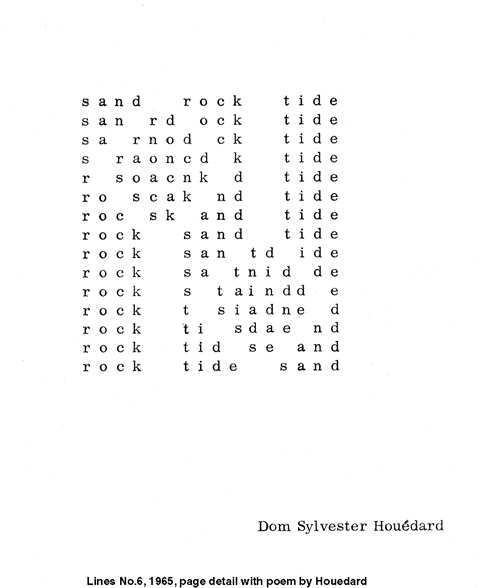 sand rock tide
san rd ock tide
sa rnod ck tide
s raoncd k tide
r soacnk d tide
ro scak nd tide
roc sk and tide
rock sand tide
rock san td ide
rock sa tnid de
rock s taindd e
rock t siadne d
rock ti sdae nd
rock tid se and
rock tide sand
Dom Sylvester Houédard
Lines No.6, 1965, page detail with poem by Houedard